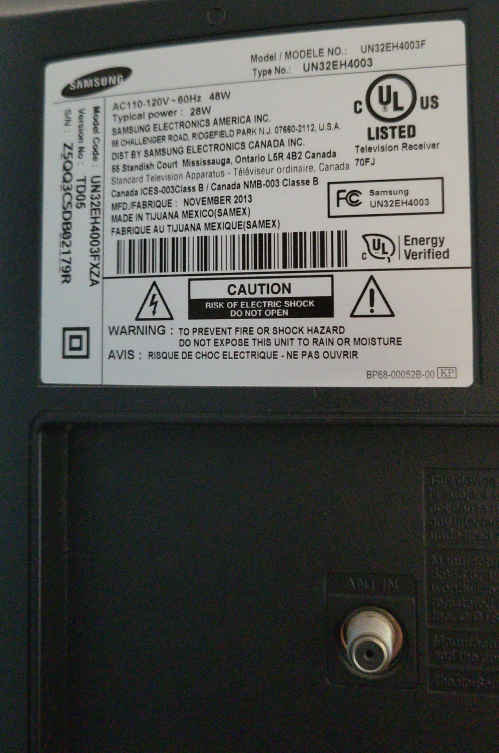 SAMSUNG
Model / MODELE NO.: UN32EH4003F
Type No.: UN32EH4003
AC110-120V ~ 60Hz 48W
Typical power : 28W
SAMSUNG ELECTRONICS AMERICA INC.
CHALLENGER ROAD, RIDGEFIELD PARK N.J. 07660-2112, U.S.A.
DIST BY SAMSUNG ELECTRONICS CANADA INC.
55 Standish Court Mississauga, Ontario L5R 4B2 Canada
Standard Television Apparatus - Téléviseur ordinaire, Canada
Canada ICES-003Class B / Canada NMB-003 Classe B
MFD./FABRIQUE : NOVEMBER 2013
MADE IN TIJUANA MEXICO(SAMEX)
FABRIQUE AU TIJUANA MEXIQUE(SAMEX)
C UL US
LISTED
Television Receiver
70FJ
FC Samsung
UN32EH4003
C UL Energy
Verified
Model Code: UN32EH4003FXZA
Version No : TD05
S/N : Z5QQ3CSDB02179R
CAUTION
RISK OF ELECTRIC SHOCK
DO NOT OPEN
WARNING : TO PREVENT FIRE OR SHOCK HAZARD
DO NOT EXPOSE THIS UNIT TO RAIN OR MOISTURE
AVIS : RISQUE DE CHOC ELECTRIQUE - NE PAS OUVRIR
BP68-00052B-00 KP
ANT IN